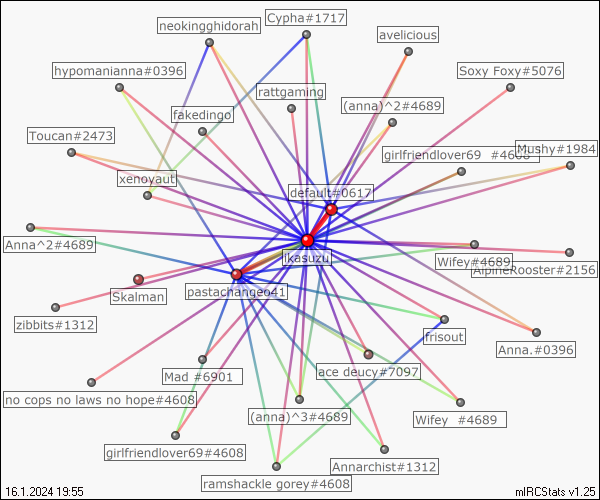 Cypha#1717
neokingghidorah
avelicious
hypomanianna#0396
Soxy Foxy#5076
rattgaming
(anna)^2#4689
fakedingo
Toucan#2473
girlfriendlover69 #4608
Mushy#1984
xenoyaut
default#0617
Anna^2#4689
ikasuzu
Wifey#4689
AlpineRooster#2156
Skalman
pastachangeo41
zibbits#1312
frisout
Anna.#0396
Mad #6901
ace deucy#7097
no cops no laws no hope#4608
(anna)^3#4689
Wifey #4689
girlfriendlover69#4608
Annarchist#1312
ramshackle gorey#4608
16.1.2024 19:55
mIRCStats v1.25